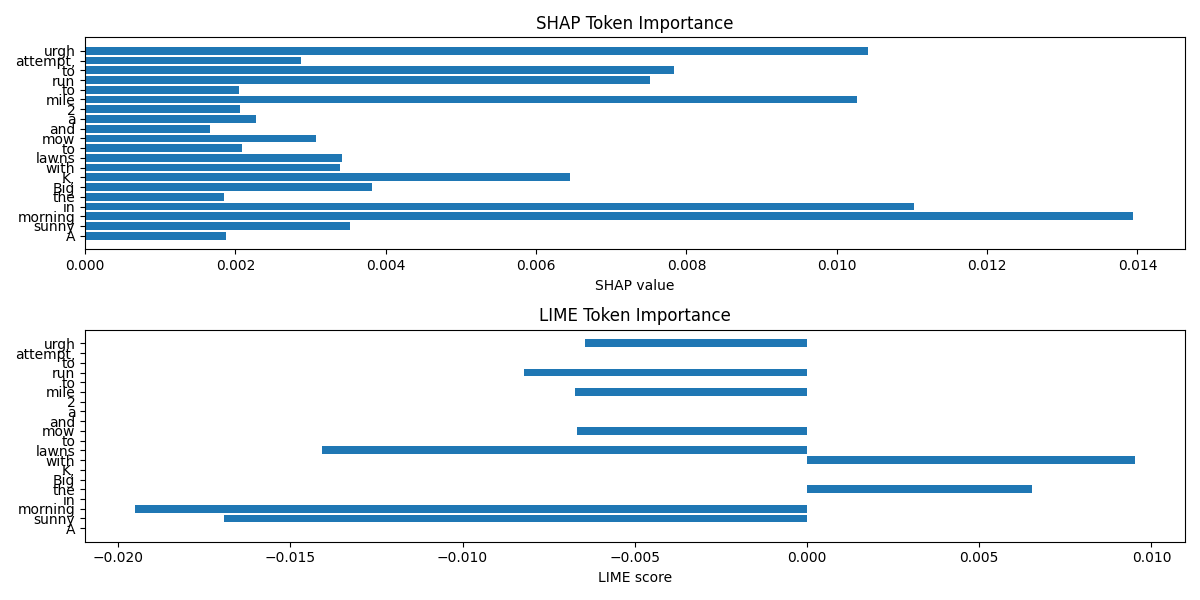 SHAP Token Importance
urgh
attempt,
to
run
to
mile
2
a
and
mow
to
lawns
with
K,
Big
the
in
morning
sunny
A
0.000 0.002 0.004 0.006 0.008 0.010 0.012 0.014
SHAP value
LIME Token Importance
urgh
attempt,
to
run
to
mile
2
a
and
mow
to
lawns
with
K,
Big
the
in
morning
sunny
A
−0.020 −0.015 −0.010 −0.005 0.000 0.005 0.010
LIME score